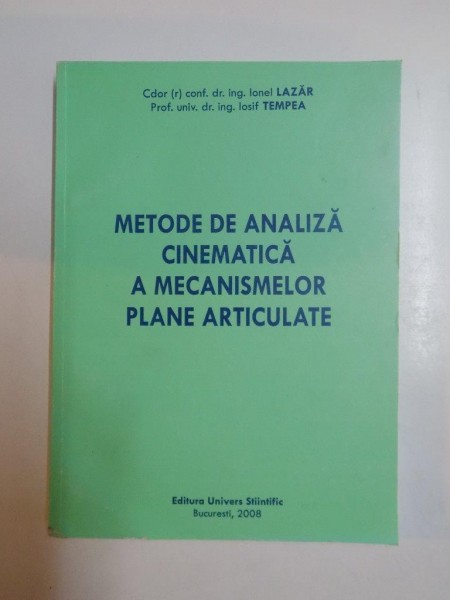 Cdor (r) conf. dr. ing. Ionel LAZĂR
Prof. univ. dr. ing. Iosif TEMPEA
METODE DE ANALIZĂ
CINEMATICĂ
A MECANISMELOR
PLANE ARTICULATE
Editura Univers Stiintific
Bucuresti, 2008